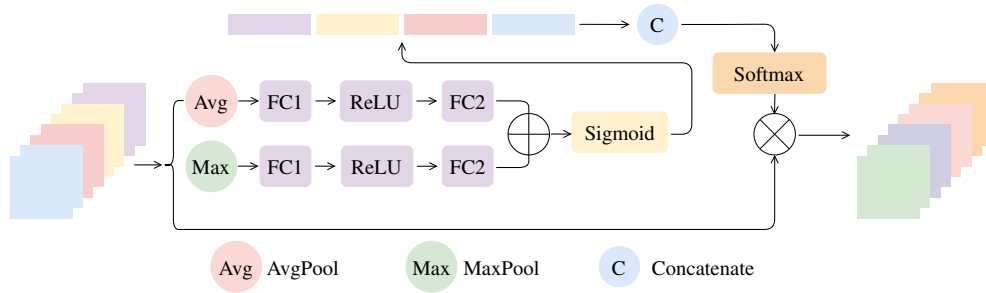 C
Softmax
Avg FC1 ReLU FC2
Sigmoid
Max FC1 ReLU FC2
Avg AvgPool Max MaxPool C Concatenate